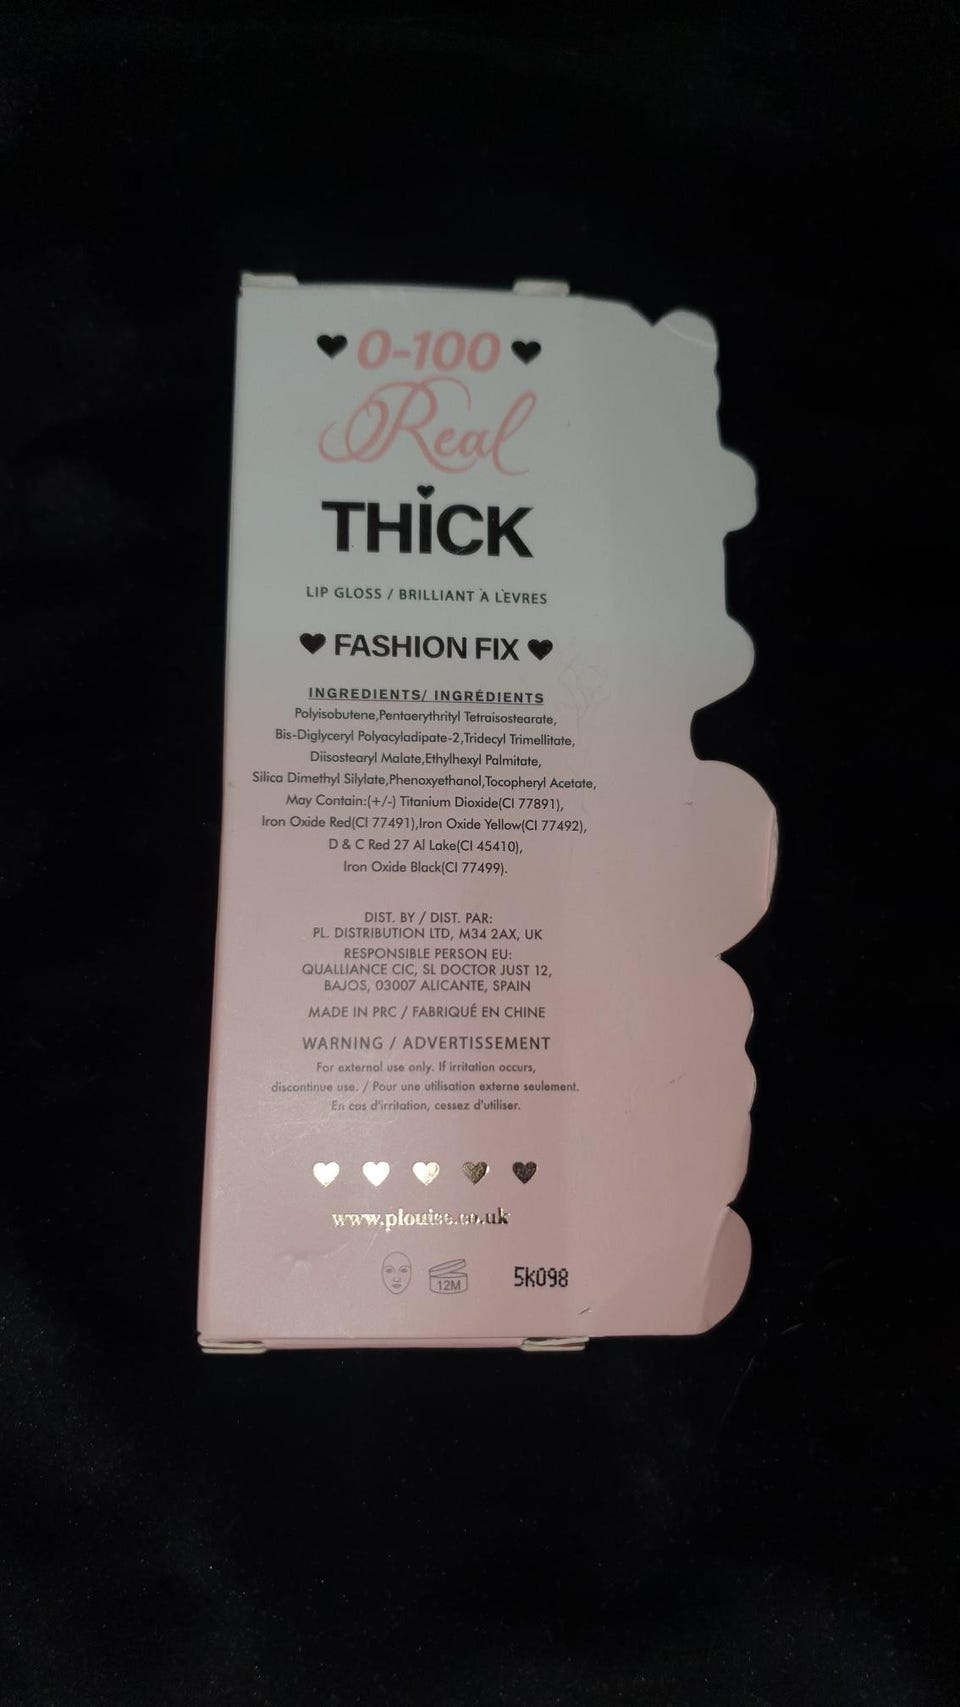 0-100
Real
THICK
LIP GLOSS / BRILLIANT À LÈVRES
FASHION FIX
INGREDIENTS/ INGRÉDIENTS
Polyisobutene,Pentaerythrityl Tetraisostearate,
Bis-Diglyceryl Polyacyladipate-2,Tridecyl Trimellitate,
Diisostearyl Malate,Ethylhexyl Palmitate,
Silica Dimethyl Silylate,Phenoxyethanol,Tocopheryl Acetate,
May Contain:(+/-) Titanium Dioxide(CI 77891),
Iron Oxide Red(CI 77491),Iron Oxide Yellow(CI 77492),
D & C Red 27 Al Lake(CI 45410),
Iron Oxide Black(CI 77499).
DIST. BY / DIST. PAR:
PL. DISTRIBUTION LTD, M34 2AX, UK
RESPONSIBLE PERSON EU:
QUALLIANCE CIC, SL DOCTOR JUST 12,
BAJOS, 03007 ALICANTE, SPAIN
MADE IN PRC / FABRIQUÉ EN CHINE
WARNING / ADVERTISSEMENT
For external use only. If irritation occurs,
discontinue use. / Pour une utilisation externe seulement.
En cas d'irritation, cessez d'utiliser.
www.plouise.co.uk
12M
5K098